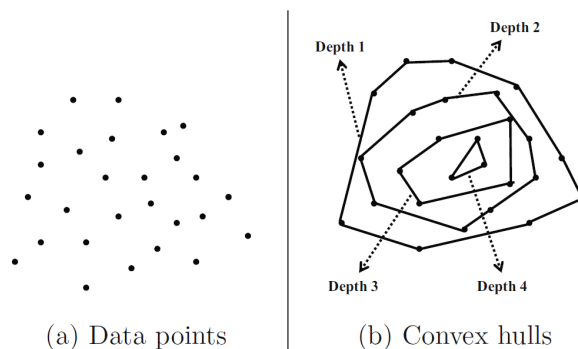 Depth 1
Depth 2
Depth 3
Depth 4
(a) Data points
(b) Convex hulls